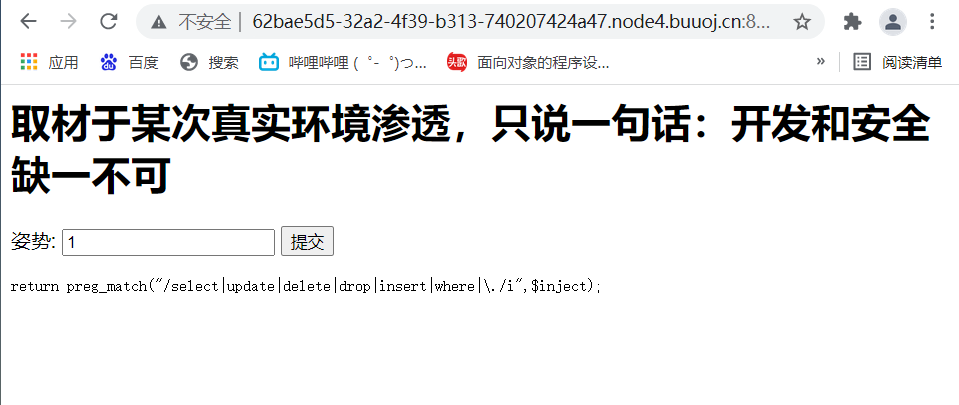 不安全 | 62bae5d5-32a2-4f39-b313-740207424a47.node4.buuoj.cn:8...
应用 百度 搜索 哔哩哔哩 ( ゜- ゜)つ... 头歌 面向对象的程序设... » 阅读清单
取材于某次真实环境渗透，只说一句话：开发和安全
缺一不可
姿势: 1 提交
return preg_match("/select|update|delete|drop|insert|where|\./i",$inject);